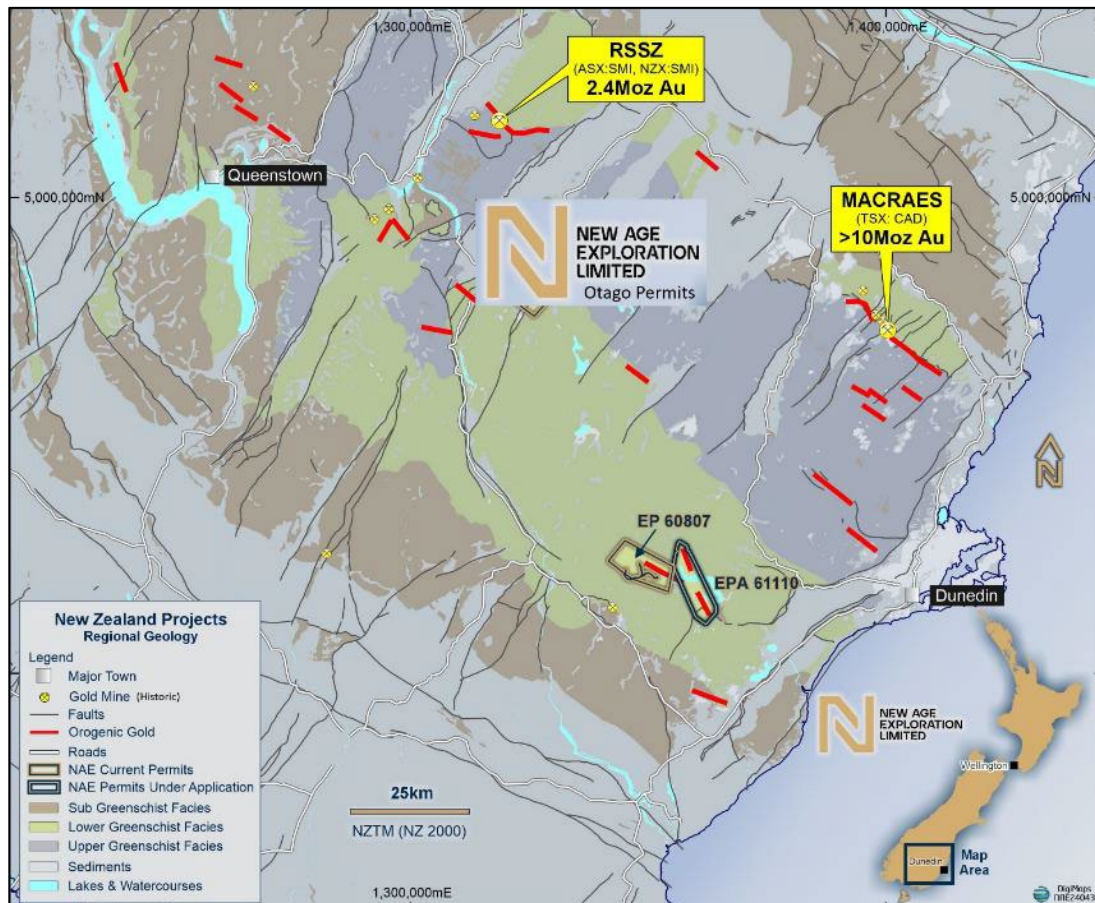 1,300,000mE
1,400,000mE
RSSZ
(ASX:SMI, NZX:SMI)
2.4Moz Au
Queenstown
5,000,000mN
5,000,000mN
MACRAES
(TSX: CAD)
>10Moz Au
NEW AGE
EXPLORATION
LIMITED
Otago Permits
N
EP 60807
EPA 61110
Dunedin
New Zealand Projects
Regional Geology
Legend
Major Town
Gold Mine (Historic)
Faults
Orogenic Gold
Roads
NAE Current Permits
NAE Permits Under Application
Sub Greenschist Facies
Lower Greenschist Facies
Upper Greenschist Facies
Sediments
Lakes & Watercourses
25km
NZTM (NZ 2000)
1,300,000mE
NEW AGE
EXPLORATION
LIMITED
Wellington
Dunedin
Map
Area
DigiMaps